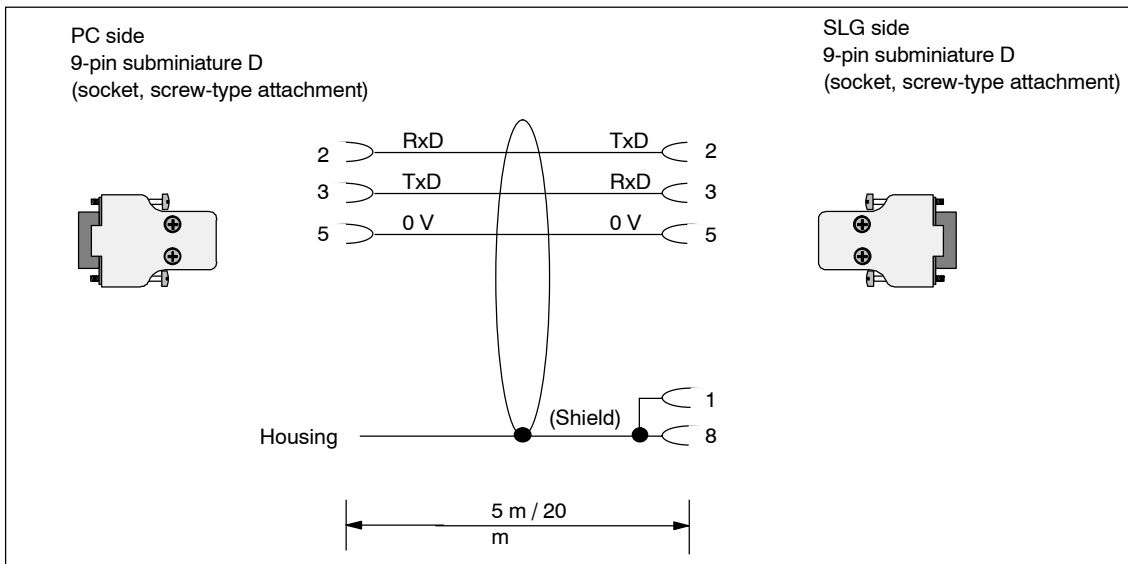 PC side
9-pin subminiature D
(socket, screw-type attachment)
SLG side
9-pin subminiature D
(socket, screw-type attachment)
2 RxD TxD 2
3 TxD RxD 3
5 0 V 0 V 5
1
Housing (Shield) 8
5 m / 20
m